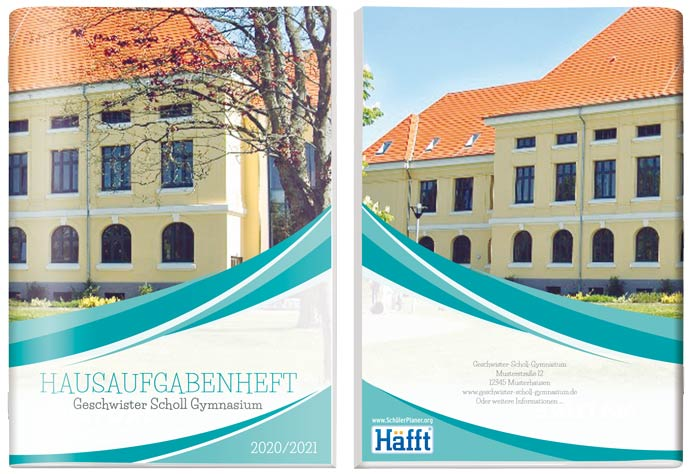 HAUSAUFGABENHEFT
Geschwister Scholl Gymnasium
2020/2021
Geschwister-Scholl-Gymnasium
Musterstraße 12
12345 Musterhausen
www.geschwister-scholl-gymnasium.de
Oder weitere Informationen ...
www.SchülerPlaner.org
Häfft